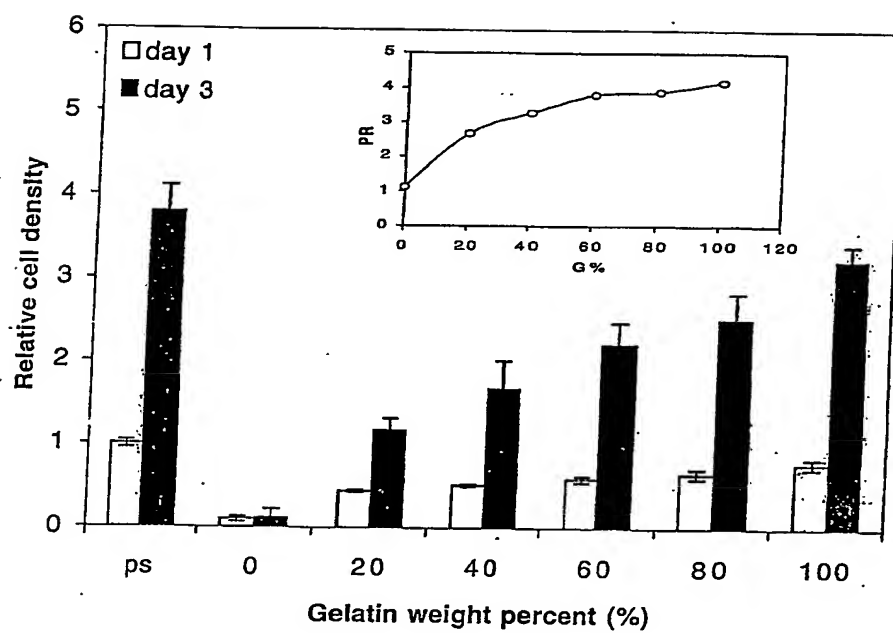 6
5
4
3
2
1
0
Relative cell density
day 1
day 3
5
4
3
2
1
0
PR
0 20 40 60 80 100 120
G%
ps 0 20 40 60 80 100
Gelatin weight percent (%)